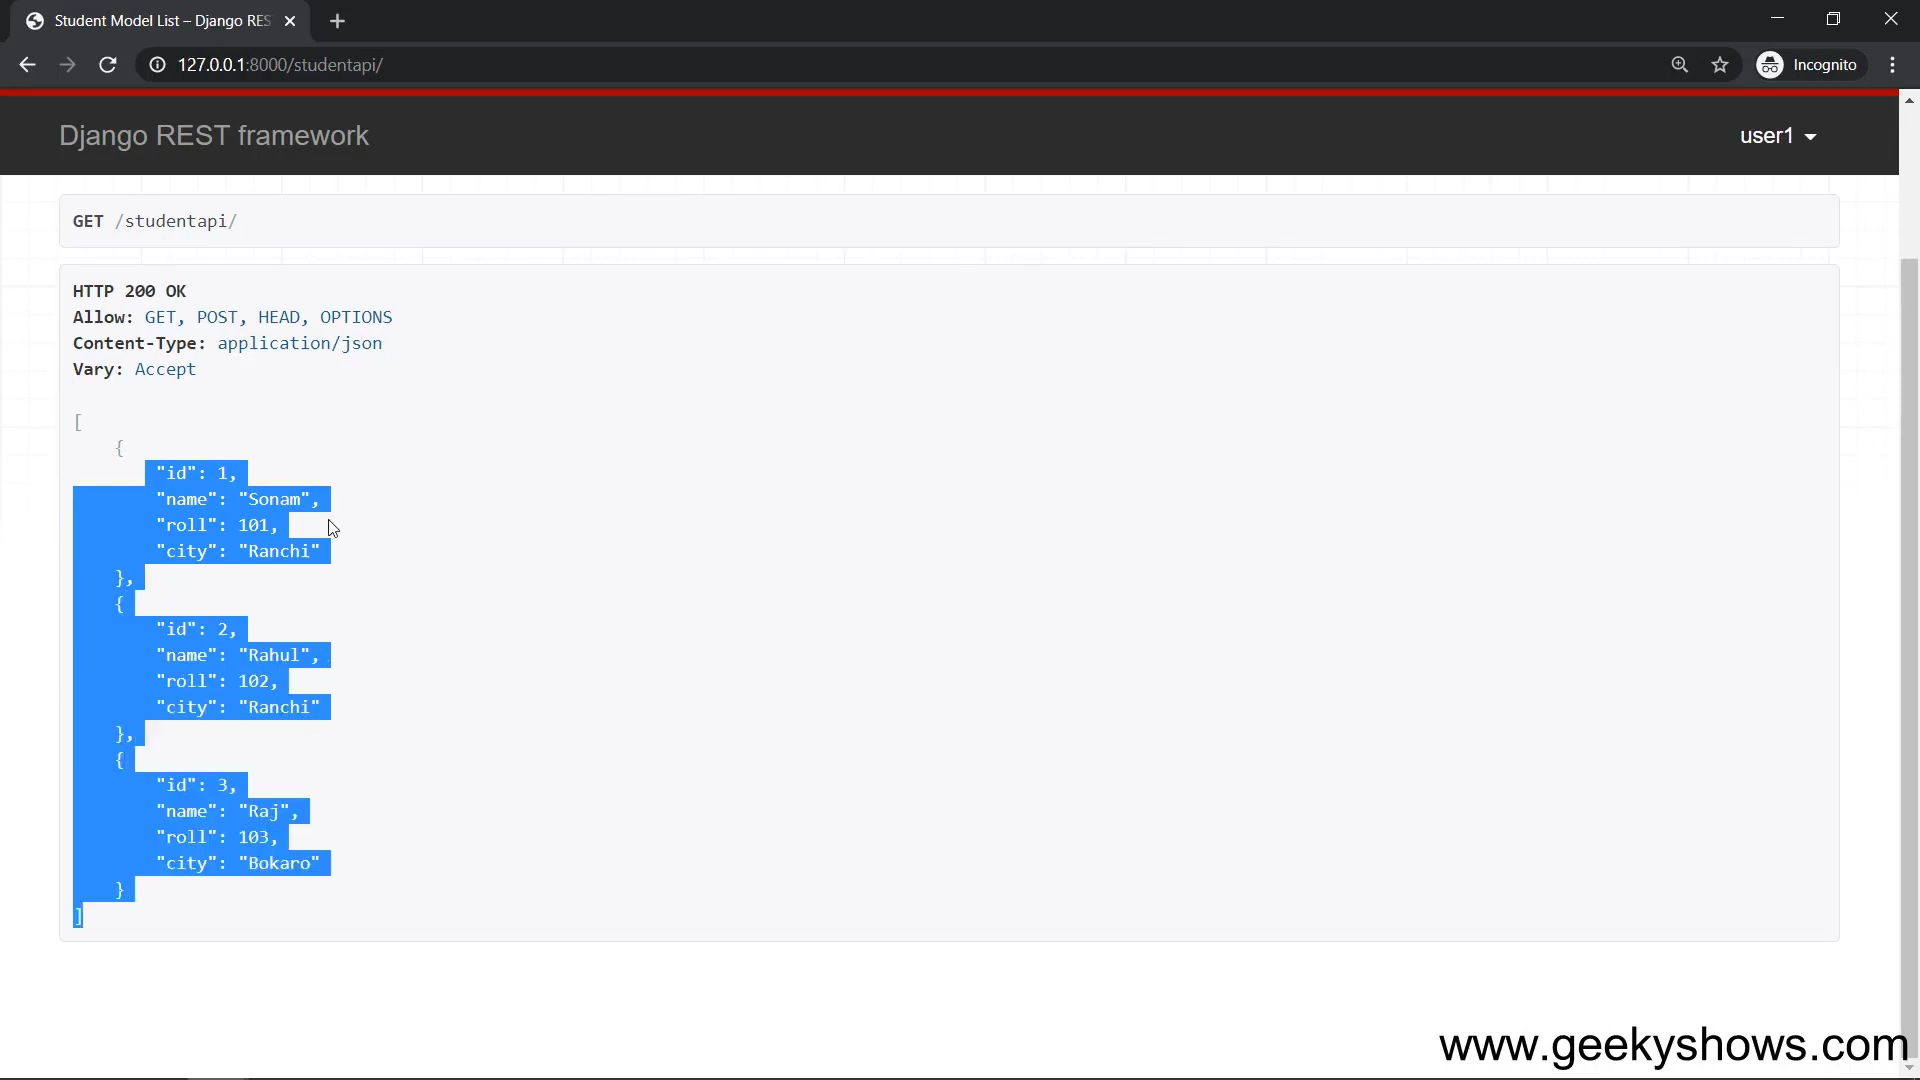 Student Model List – Django RES
127.0.0.1:8000/studentapi/
Incognito
Django REST framework
user1
GET /studentapi/
HTTP 200 OK
Allow: GET, POST, HEAD, OPTIONS
Content-Type: application/json
Vary: Accept
[
{
"id": 1,
"name": "Sonam",
"roll": 101,
"city": "Ranchi"
},
{
"id": 2,
"name": "Rahul",
"roll": 102,
"city": "Ranchi"
},
{
"id": 3,
"name": "Raj",
"roll": 103,
"city": "Bokaro"
}
]
www.geekyshows.com